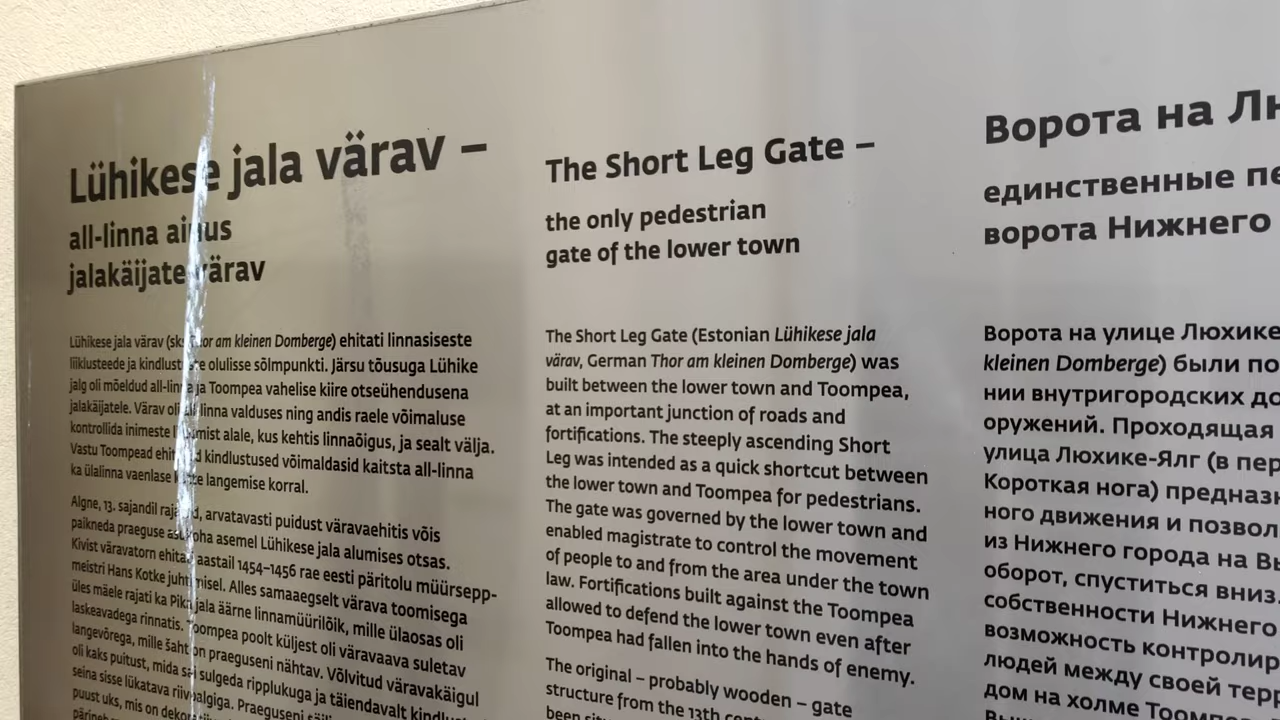 Lühikese jala värav –
all-linna ainus
jalakäijate värav
Lühikese jala värav (sks Thor am kleinen Domberge) ehitati linnasiseste
liiklusteede ja kindlustuste olulisse sõlmpunkti. Järsu tõusuga Lühike
jalg oli mõeldud all-linna ja Toompea vahelise kiire otseühendusena
jalakäijatele. Värav oli all-linna valduses ning andis raele võimaluse
kontrollida inimeste liikumist alale, kus kehtis linnaõigus, ja sealt välja.
Vastu Toompead ehitatud kindlustused võimaldasid kaitsta all-linna
ka ülalinna vaenlase kätte langemise korral.
Algne, 13. sajandil rajatud, arvatavasti puidust väravaehitis võis
paikneda praeguse asukoha asemel Lühikese jala alumises otsas.
Kivist väravatorn ehitati aastail 1454–1456 rae eesti päritolu müürsepp-
meistri Hans Kotke juhtimisel. Alles samaaegselt värava toomisega
üles mäele rajati ka Pika jala äärne linnamüürilõik, mille ülaosas oli
laskeavadega rinnatis. Toompea poolt küljest oli väravaava suletav
langevõrega, mille šaht on praeguseni nähtav. Võlvitud väravakäigul
oli kaks puitust, mida sai sulgeda ripplukuga ja täiendavalt
seina sisse lükatava riivpalgiga. Praeguseni
puust uks, mis on
The Short Leg Gate –
the only pedestrian
gate of the lower town
The Short Leg Gate (Estonian Lühikese jala
värav, German Thor am kleinen Domberge) was
built between the lower town and Toompea,
at an important junction of roads and
fortifications. The steeply ascending Short
Leg was intended as a quick shortcut between
the lower town and Toompea for pedestrians.
The gate was governed by the lower town and
enabled magistrate to control the movement
of people to and from the area under the town
law. Fortifications built against the Toompea
allowed to defend the lower town even after
Toompea had fallen into the hands of enemy.
The original – probably wooden – gate
structure from the 13th
been
Ворота на Лю
единственные пе
ворота Нижнего
Ворота на улице Люхике
kleinen Domberge) были по
нии внутригородских до
оружений. Проходящая
улица Люхике-Ялг (в пер
Короткая нога) предназн
ного движения и позвол
из Нижнего города на Вы
оборот, спуститься вниз.
собственности Нижнего
возможность контролир
людей между своей терр
дом на холме Тоомпе